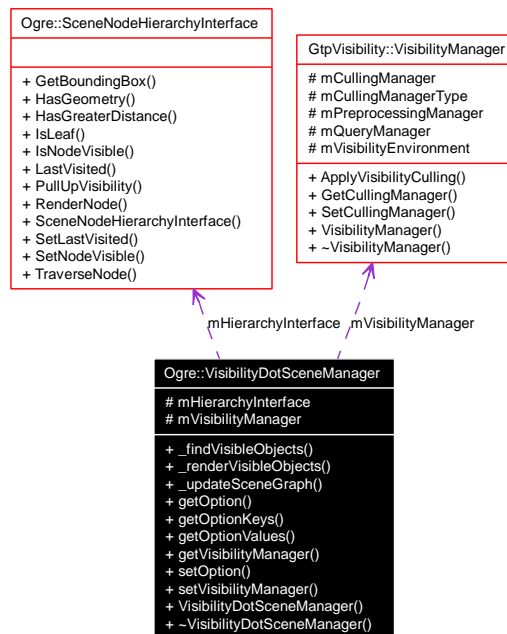 Ogre::SceneNodeHierarchyInterface
+ GetBoundingBox()
+ HasGeometry()
+ HasGreaterDistance()
+ IsLeaf()
+ IsNodeVisible()
+ LastVisited()
+ PullUpVisibility()
+ RenderNode()
+ SceneNodeHierarchyInterface()
+ SetLastVisited()
+ SetNodeVisible()
+ TraverseNode()
GtpVisibility::VisibilityManager
# mCullingManager
# mCullingManagerType
# mPreprocessingManager
# mQueryManager
# mVisibilityEnvironment
+ ApplyVisibilityCulling()
+ GetCullingManager()
+ SetCullingManager()
+ VisibilityManager()
+ ~VisibilityManager()
mHierarchyInterface
mVisibilityManager
Ogre::VisibilityDotSceneManager
# mHierarchyInterface
# mVisibilityManager
+ _findVisibleObjects()
+ _renderVisibleObjects()
+ _updateSceneGraph()
+ getOption()
+ getOptionKeys()
+ getOptionValues()
+ getVisibilityManager()
+ setOption()
+ setVisibilityManager()
+ VisibilityDotSceneManager()
+ ~VisibilityDotSceneManager()